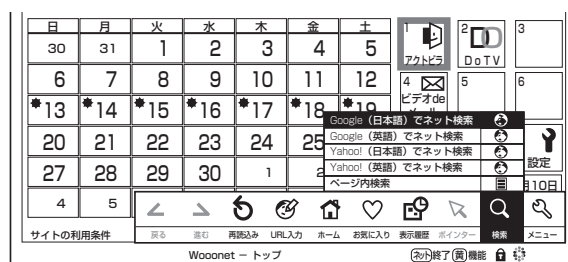 日 月 火 水 木 金 土
30 31 1 2 3 4 5
6 7 8 9 10 11 12
13 14 15 16 17 18 19
20 21 22 23 24 25
27 28 29 30 1 2
4 5
1 アクトビラ
2 DoTV
3
4 ビデオde
メール
5
6
設定
月10日
Google（日本語）でネット検索
Google（英語）でネット検索
Yahoo!（日本語）でネット検索
Yahoo!（英語）でネット検索
ページ内検索
サイトの利用条件
戻る 進む 再読込み URL入力 ホーム お気に入り 表示履歴 ポインター 検索 メニュー
Wooonet － トップ
ネット終了 黄機能